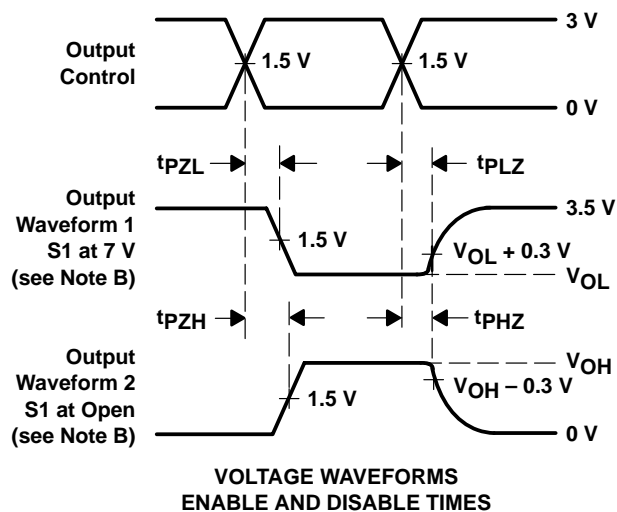 3 V
Output
Control
1.5 V
1.5 V
0 V
tPZL
tPLZ
Output
Waveform 1
S1 at 7 V
(see Note B)
3.5 V
1.5 V
VOL + 0.3 V
VOL
tPZH
tPHZ
Output
Waveform 2
S1 at Open
(see Note B)
VOH
VOH – 0.3 V
1.5 V
0 V
VOLTAGE WAVEFORMS
ENABLE AND DISABLE TIMES